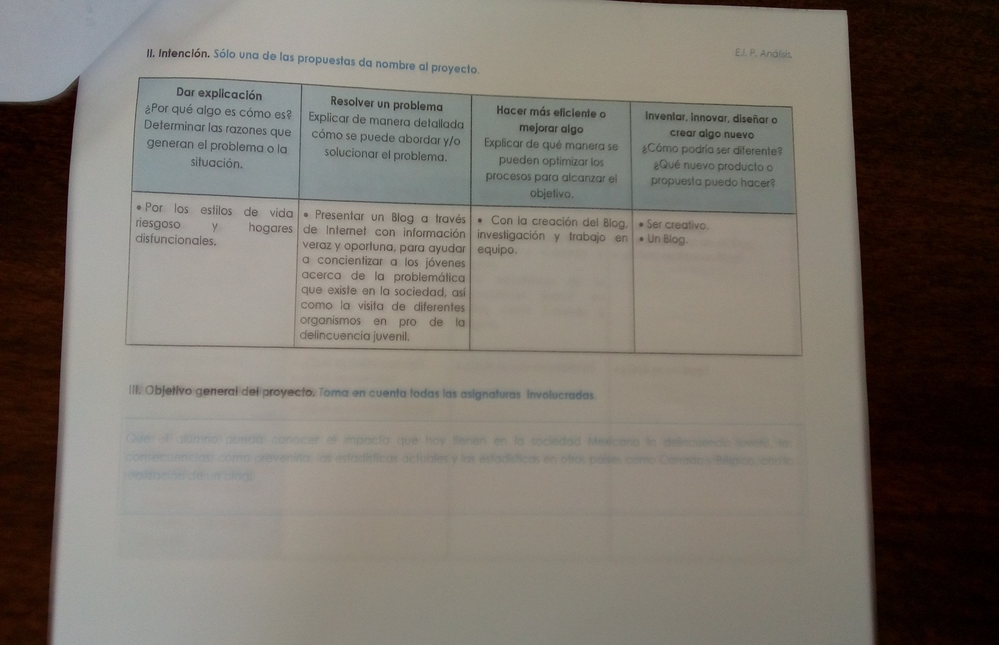 E.I. P. Análisis.
II. Intención. Sólo una de las propuestas da nombre al proyecto.
Dar explicación
¿Por qué algo es cómo es?
Determinar las razones que
generan el problema o la
situación.
Resolver un problema
Explicar de manera detallada
cómo se puede abordar y/o
solucionar el problema.
Hacer más eficiente o
mejorar algo
Explicar de qué manera se
pueden optimizar los
procesos para alcanzar el
objetivo.
Inventar, innovar, diseñar o
crear algo nuevo
¿Cómo podría ser diferente?
¿Qué nuevo producto o
propuesta puedo hacer?
• Por los estilos de vida
riesgoso y hogares
disfuncionales.
• Presentar un Blog a través
de Internet con información
veraz y oportuna, para ayudar
a concientizar a los jóvenes
acerca de la problemática
que existe en la sociedad, así
como la visita de diferentes
organismos en pro de la
delincuencia juvenil.
• Con la creación del Blog,
investigación y trabajo en
equipo.
• Ser creativo.
• Un Blog.
III. Objetivo general del proyecto. Toma en cuenta todas las asignaturas involucradas.
Que el alumno pueda conocer el impacto que hoy tienen en la sociedad Mexicana la delincuencia juvenil, las
consecuencias, cómo prevenirla, las estadísticas actuales y las estadísticas en otros países como Canadá y Bélgica, con la
realización de un blog.